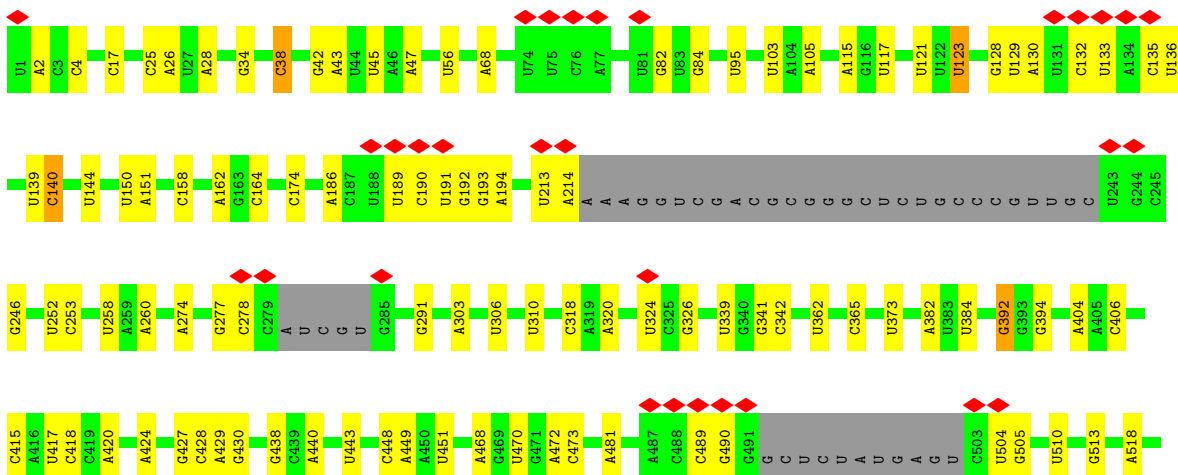 U1 A2 C3 C4 C17 C25 A26 U27 A28 G34 C38 G42 A43 U44 U45 A46 A47 U56 A68 U74 U75 C76 A77 U81 G82 U83 G84 U95 U103 A104 A105 A115 G116 U117 U121 U122 U123 G128 U129 A130 U131 C132 U133 A134 C135 U136
U139 C140 U144 U150 A151 C158 A162 G163 C164 C174 A186 C187 U188 U189 C190 U191 G192 G193 A194 U213 A214 A A A G G U C G A C G C G G G C U C U G C C C G U U G C U243 G244 C245
G246 U252 C253 U258 A259 A260 A274 G277 C278 C279 A U C G U G285 G291 A303 U306 U310 C318 A319 A320 U324 C325 G326 U339 G340 G341 C342 U362 C365 U373 A382 U383 U384 G392 G393 G394 A404 A405 C406
C415 A416 U417 C418 C419 A420 A424 G427 C428 A429 G430 G438 C439 A440 U443 C448 A449 A450 U451 A468 G469 U470 G471 A472 C473 A481 A487 C488 C489 G490 G491 G C U C U A U G A G U C503 U504 G505 U510 G513 A518